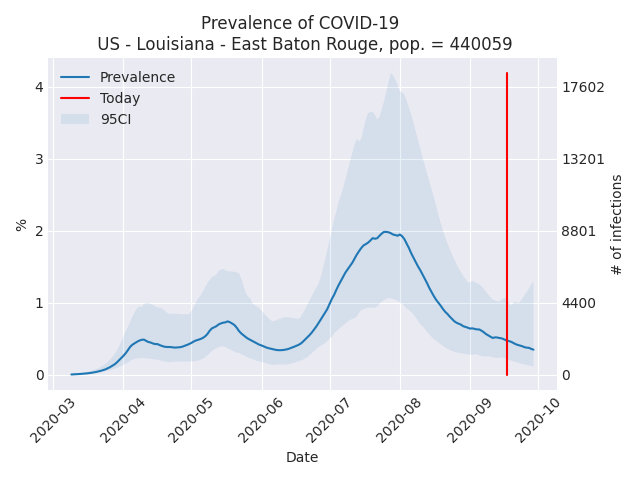 Prevalence of COVID-19
US - Louisiana - East Baton Rouge, pop. = 440059
Prevalence
Today
95CI
4
3
2
1
0
%
17602
13201
8801
4400
0
# of infections
2020-03
2020-04
2020-05
2020-06
2020-07
2020-08
2020-09
2020-10
Date